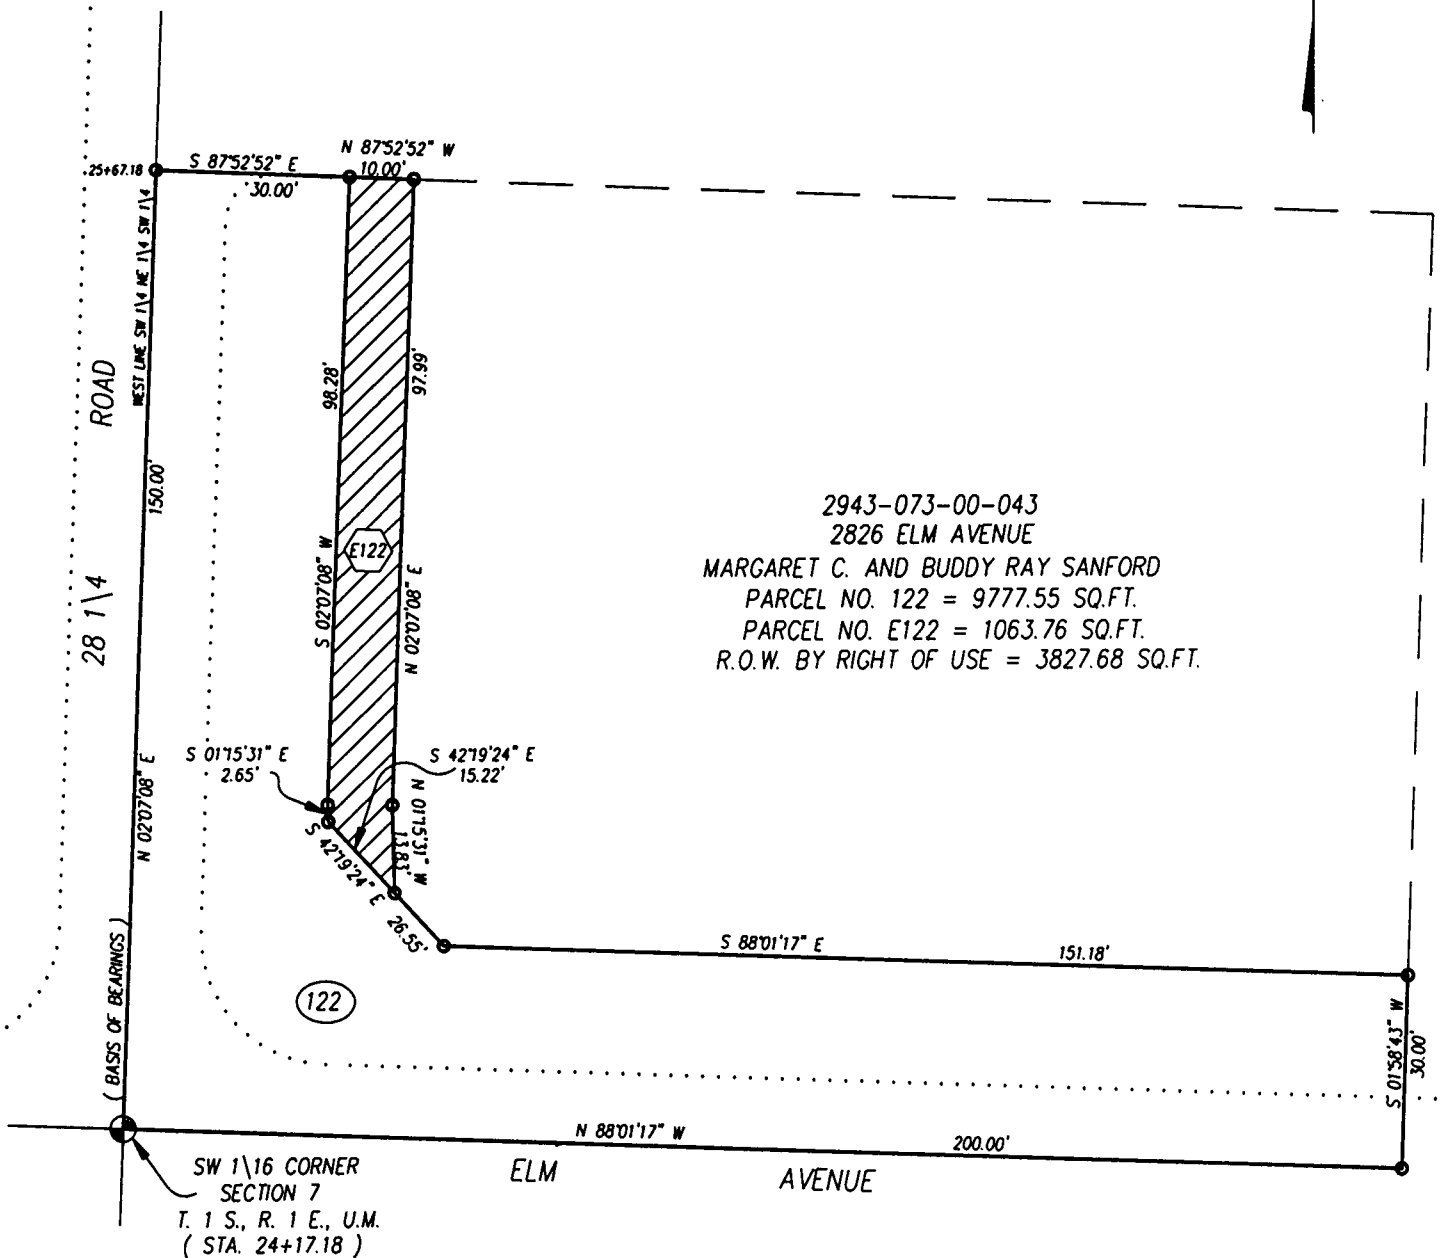 N 87°52'52" W
10.00'
S 87°52'52" E
30.00'
25+67.18
WEST LINE SW 1\4 NE 1\4 SW 1\4
ROAD
28 1\4
150.00'
N 02°07'08" E
( BASIS OF BEARINGS )
98.28'
S 02°07'08" W
97.99'
N 02°07'08" E
E122
2943-073-00-043
2826 ELM AVENUE
MARGARET C. AND BUDDY RAY SANFORD
PARCEL NO. 122 = 9777.55 SQ.FT.
PARCEL NO. E122 = 1063.76 SQ.FT.
R.O.W. BY RIGHT OF USE = 3827.68 SQ.FT.
S 01°15'31" E
2.65'
S 42°19'24" E
15.22'
N 01°15'31" W
13.83'
S 42°19'24" E 26.55'
S 88°01'17" E 151.18'
122
S 01°58'43" W
30.00'
N 88°01'17" W 200.00'
ELM AVENUE
SW 1\16 CORNER
SECTION 7
T. 1 S., R. 1 E., U.M.
( STA. 24+17.18 )